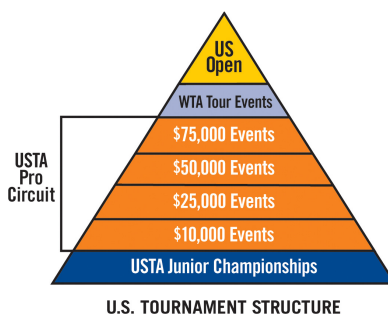 US
Open
WTA Tour Events
$75,000 Events
$50,000 Events
$25,000 Events
$10,000 Events
USTA
Pro
Circuit
USTA Junior Championships
U.S. TOURNAMENT STRUCTURE